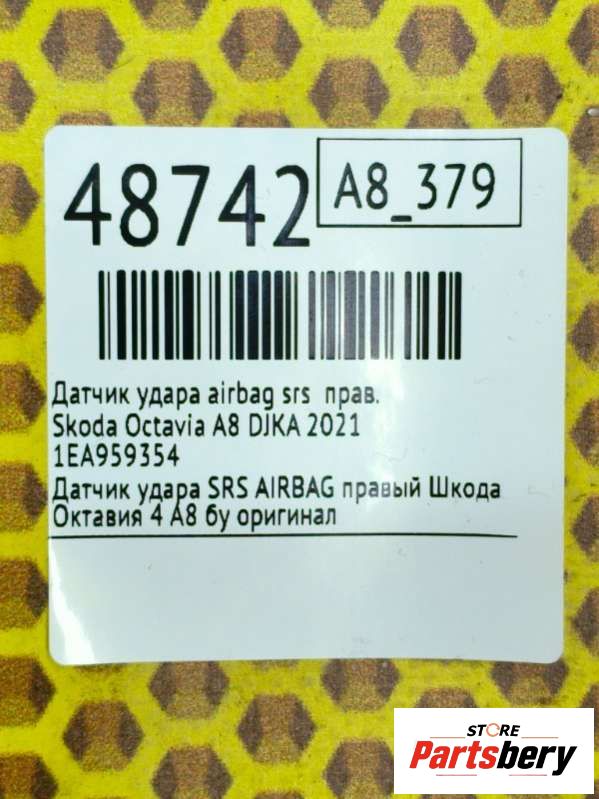 48742
A8_379
Датчик удара airbag srs прав.
Skoda Octavia A8 DJKA 2021
1EA959354
Датчик удара SRS AIRBAG правый Шкода
Октавия 4 А8 бу оригинал
STORE
Partsbery